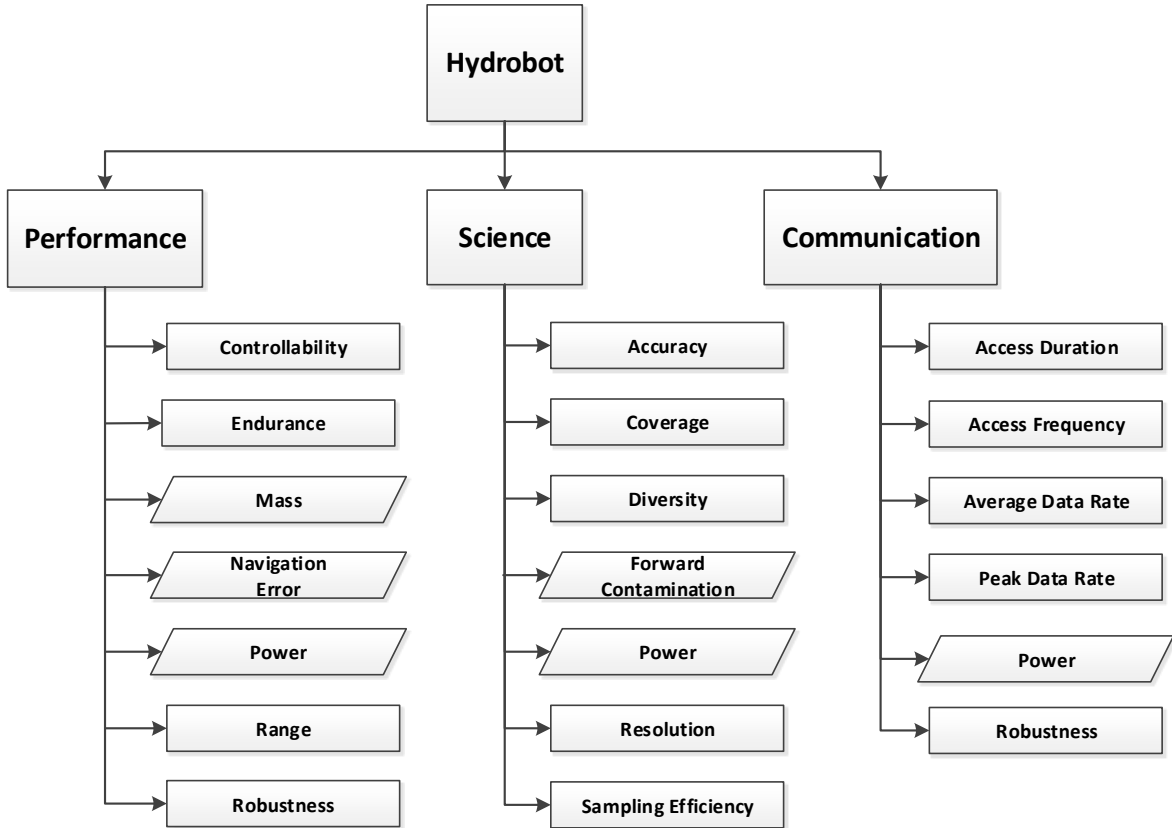 Hydrobot
Performance
Science
Communication
Controllability
Endurance
Mass
Navigation
Error
Power
Range
Robustness
Accuracy
Coverage
Diversity
Forward
Contamination
Power
Resolution
Sampling Efficiency
Access Duration
Access Frequency
Average Data Rate
Peak Data Rate
Power
Robustness